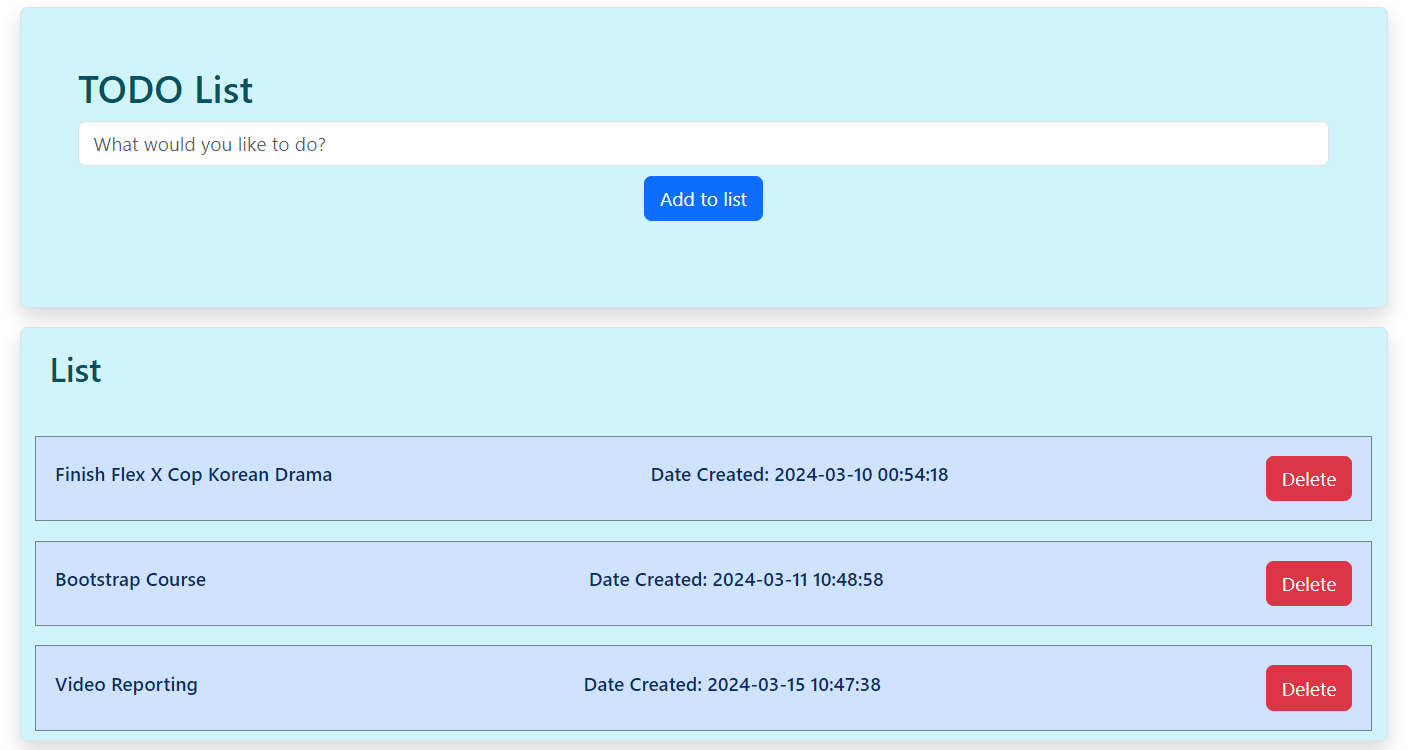 TODO List
What would you like to do?
Add to list
List
Finish Flex X Cop Korean Drama Date Created: 2024-03-10 00:54:18 Delete
Bootstrap Course Date Created: 2024-03-11 10:48:58 Delete
Video Reporting Date Created: 2024-03-15 10:47:38 Delete